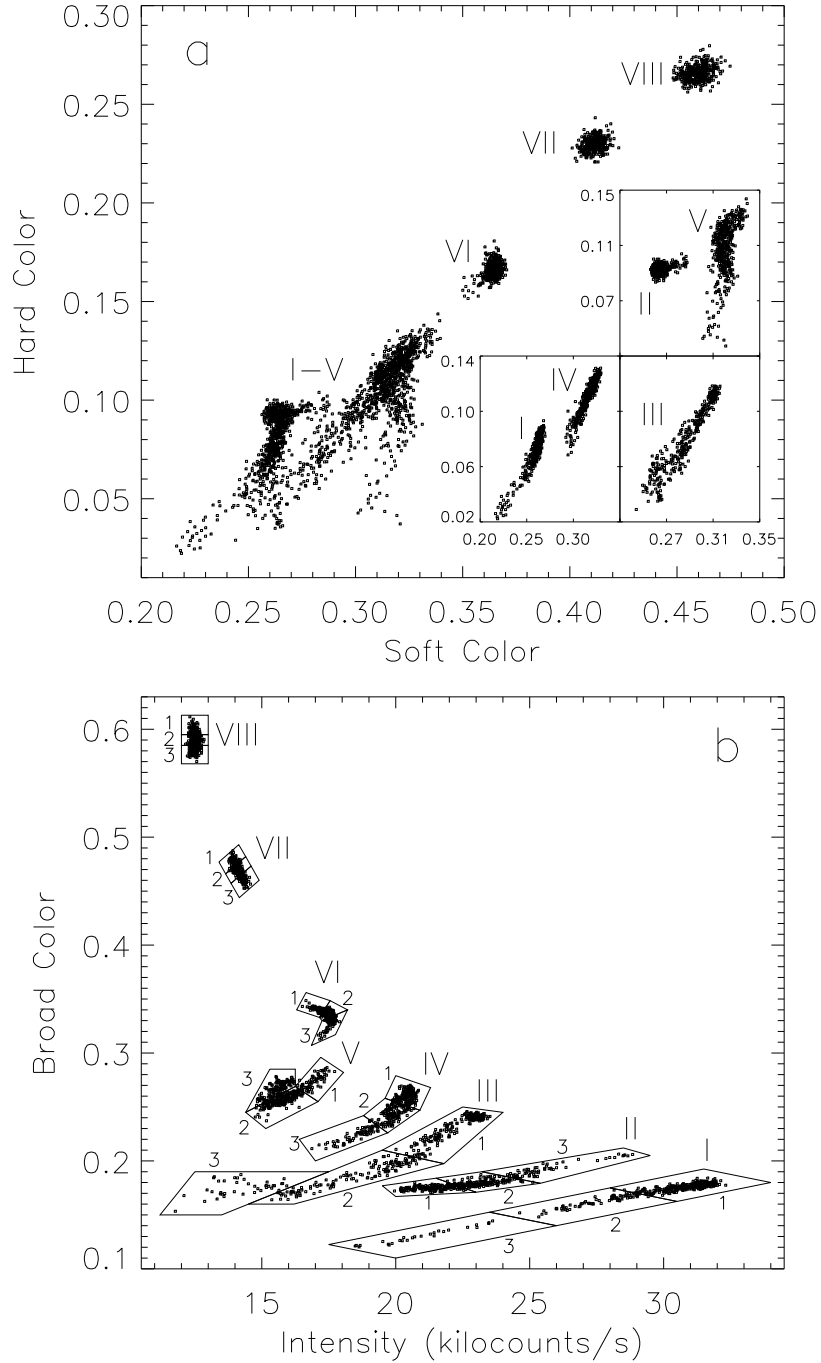 0.30
a
VIII
0.25
VII
0.20
0.15
V
VI
0.11
II
0.07
0.15
Hard Color
0.14
I-V
IV
III
0.10
I
0.10
0.06
0.05
0.02
0.20 0.25 0.30 0.27 0.31 0.35
0.20 0.25 0.30 0.35 0.40 0.45 0.50
Soft Color
0.6
1
2
3
VIII
b
0.5
1
2
3
VII
0.4
Broad Color
VI
1
2
3
0.3
V
3
1
2
IV
1
2
3
III
1
2
3
0.2
II
3
2
1
I
1
2
3
0.1
15 20 25 30
Intensity (kilocounts/s)